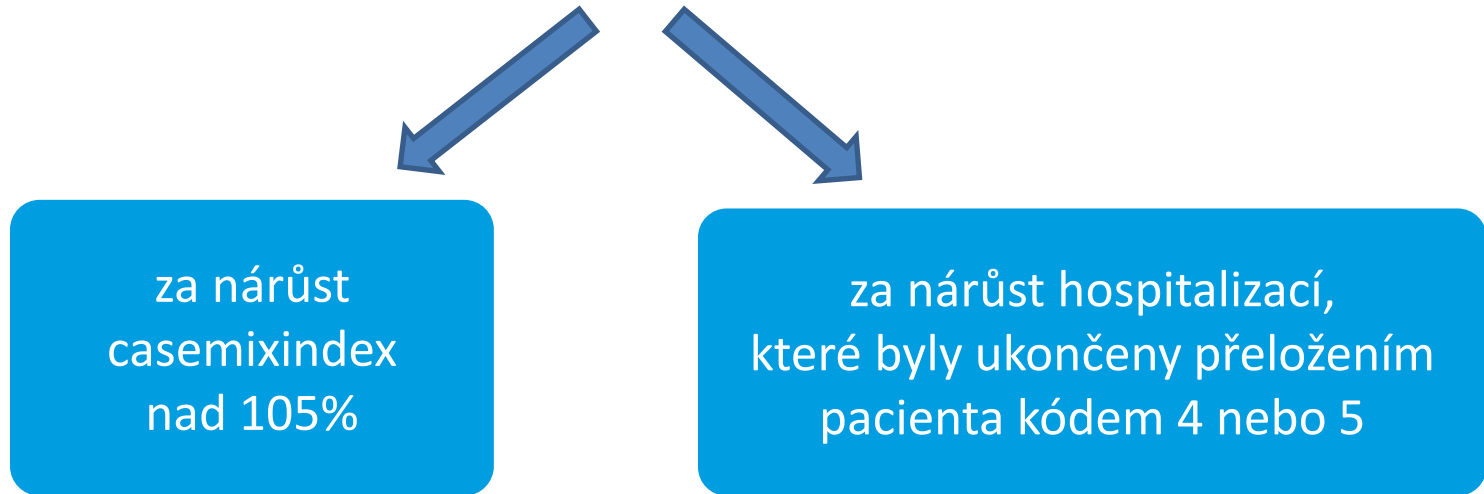 za nárůst
casemixindex
nad 105%
za nárůst hospitalizací,
které byly ukončeny přeložením
pacienta kódem 4 nebo 5